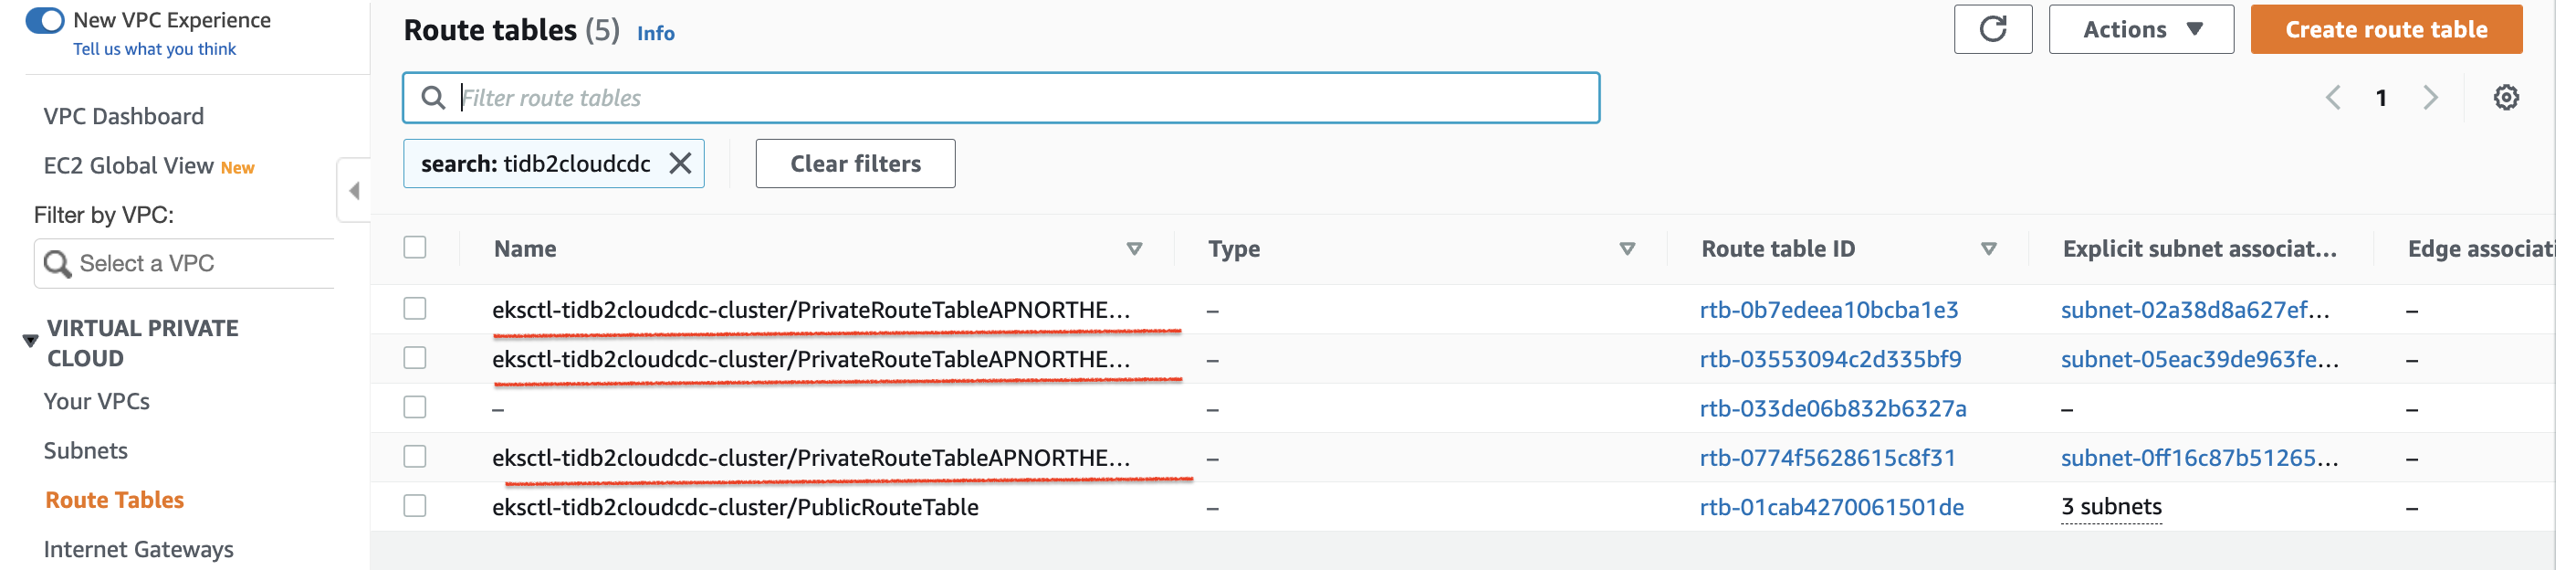 New VPC Experience
Tell us what you think
VPC Dashboard
EC2 Global View New
Filter by VPC:
Select a VPC
VIRTUAL PRIVATE
CLOUD
Your VPCs
Subnets
Route Tables
Internet Gateways
Route tables (5) Info
Actions
Create route table
Filter route tables
1
search: tidb2cloudcdc
Clear filters
Name Type Route table ID Explicit subnet associat... Edge associati
eksctl-tidb2cloudcdc-cluster/PrivateRouteTableAPNORTHE... – rtb-0b7edeea10bcba1e3 subnet-02a38d8a627ef... –
eksctl-tidb2cloudcdc-cluster/PrivateRouteTableAPNORTHE... – rtb-03553094c2d335bf9 subnet-05eac39de963fe... –
– – rtb-033de06b832b6327a – –
eksctl-tidb2cloudcdc-cluster/PrivateRouteTableAPNORTHE... – rtb-0774f5628615c8f31 subnet-0ff16c87b51265... –
eksctl-tidb2cloudcdc-cluster/PublicRouteTable – rtb-01cab4270061501de 3 subnets –